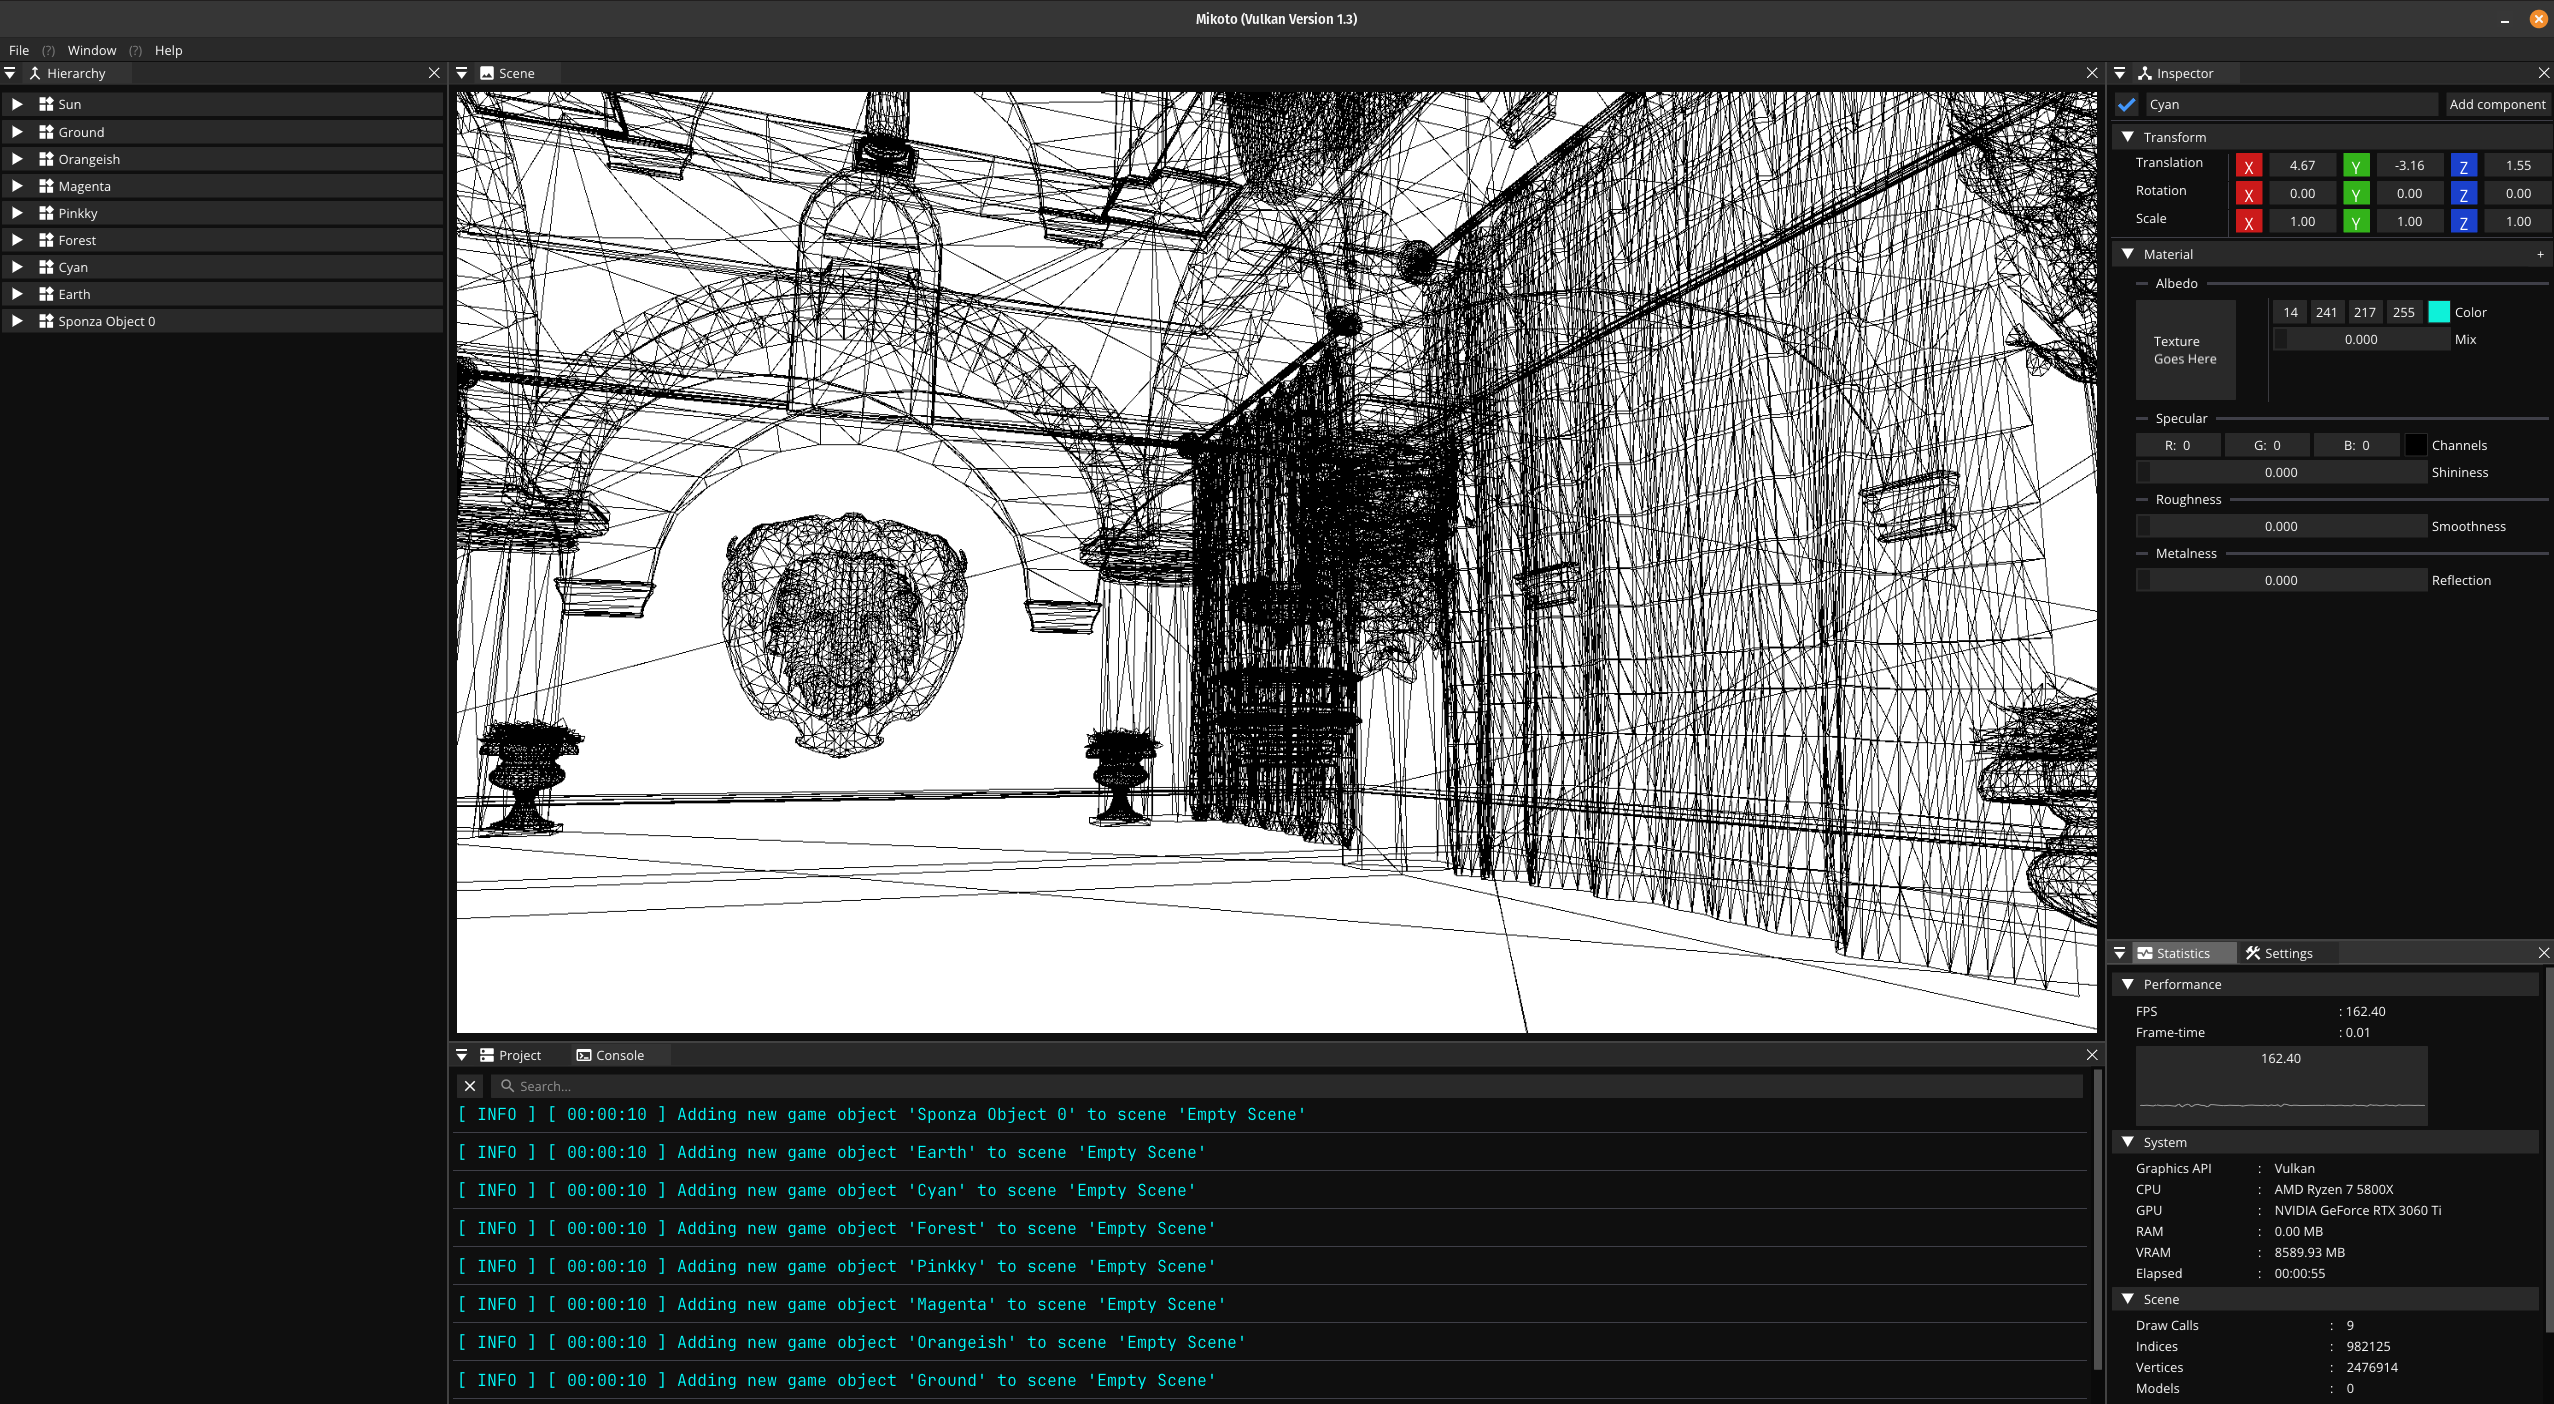 Mikoto (Vulkan Version 1.3)
File (?) Window (?) Help
Hierarchy
Sun
Ground
Orangeish
Magenta
Pinkky
Forest
Cyan
Earth
Sponza Object 0
Scene
Project Console
Search...
[ INFO ] [ 00:00:10 ] Adding new game object 'Sponza Object 0' to scene 'Empty Scene'
[ INFO ] [ 00:00:10 ] Adding new game object 'Earth' to scene 'Empty Scene'
[ INFO ] [ 00:00:10 ] Adding new game object 'Cyan' to scene 'Empty Scene'
[ INFO ] [ 00:00:10 ] Adding new game object 'Forest' to scene 'Empty Scene'
[ INFO ] [ 00:00:10 ] Adding new game object 'Pinkky' to scene 'Empty Scene'
[ INFO ] [ 00:00:10 ] Adding new game object 'Magenta' to scene 'Empty Scene'
[ INFO ] [ 00:00:10 ] Adding new game object 'Orangeish' to scene 'Empty Scene'
[ INFO ] [ 00:00:10 ] Adding new game object 'Ground' to scene 'Empty Scene'
Inspector
Cyan Add component
Transform
Translation X 4.67 Y -3.16 Z 1.55
Rotation X 0.00 Y 0.00 Z 0.00
Scale X 1.00 Y 1.00 Z 1.00
Material +
Albedo
Texture
Goes Here
14 241 217 255 Color
0.000 Mix
Specular
R: 0 G: 0 B: 0 Channels
0.000 Shininess
Roughness
0.000 Smoothness
Metalness
0.000 Reflection
Statistics Settings
Performance
FPS : 162.40
Frame-time : 0.01
162.40
System
Graphics API : Vulkan
CPU : AMD Ryzen 7 5800X
GPU : NVIDIA GeForce RTX 3060 Ti
RAM : 0.00 MB
VRAM : 8589.93 MB
Elapsed : 00:00:55
Scene
Draw Calls : 9
Indices : 982125
Vertices : 2476914
Models : 0